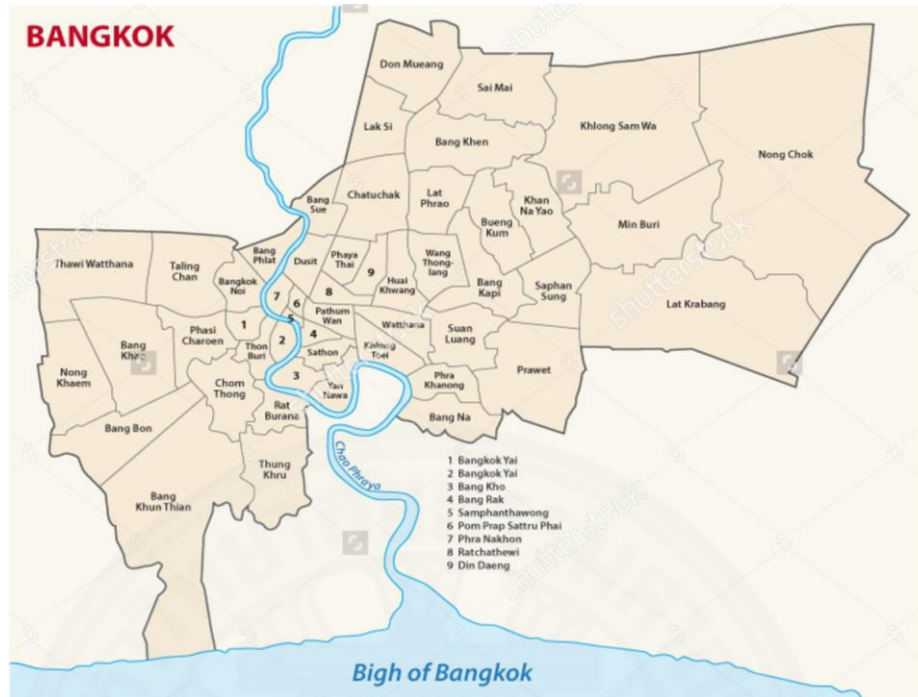 BANGKOK
Don Mueang
Sai Mai
Lak Si
Bang Khen
Khlong Sam Wa
Nong Chok
Bang
Sue
Chatuchak
Lat
Phrao
Bueng
Kum
Khan
Na Yao
Min Buri
Thawi Watthana
Taling
Chan
Bangkok
Noi
Bang
Phlat
Dusit
Phaya
Thai
9
Huai
Khwang
Wang
Thong-
lang
Bang
Kapi
Saphan
Sung
Lat Krabang
7
6
8
5
Pathum
Wan
4
Watthana
Suan
Luang
Nong
Khaem
Bang
Khae
Phasi
Charoen
1
Thon
Buri
2
Sathon
Khlong
Toei
Prawet
Chom
Thong
3
Yan
Nawa
Phra
Khanong
Rat
Burana
Bang Na
Bang Bon
Thung
Khru
Bang
Khun Thian
Chao Phraya
1 Bangkok Yai
2 Bangkok Yai
3 Bang Kho
4 Bang Rak
5 Samphanthawong
6 Pom Prap Sattru Phai
7 Phra Nakhon
8 Ratchathewi
9 Din Daeng
Bigh of Bangkok
shutterstock
shutterstock
shutterstock
shutterstock
shutterstock